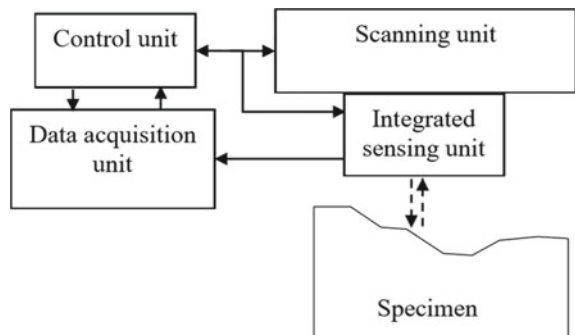 Control unit
Scanning unit
Data acquisition
unit
Integrated
sensing unit
Specimen